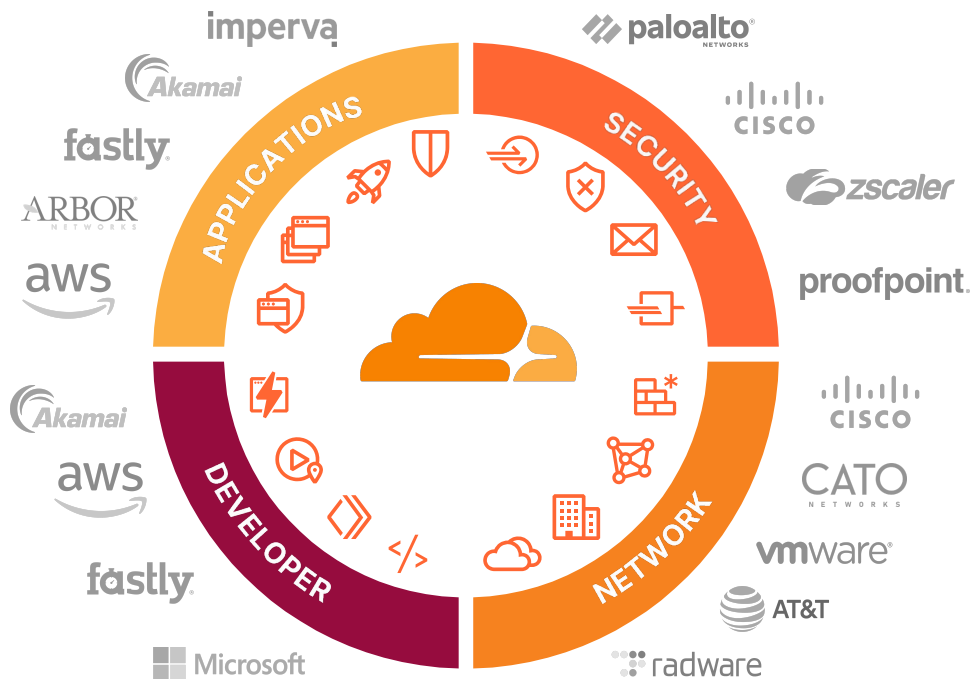 imperva
Akamai
fastly®
ARBOR®
NETWORKS
aws
APPLICATIONS
paloalto®
NETWORKS
CISCO
zscaler
proofpoint.
SECURITY
Akamai
aws
fastly®
Microsoft
DEVELOPER
</>
CISCO
CATO
NETWORKS
vmware®
AT&T
radware
NETWORK